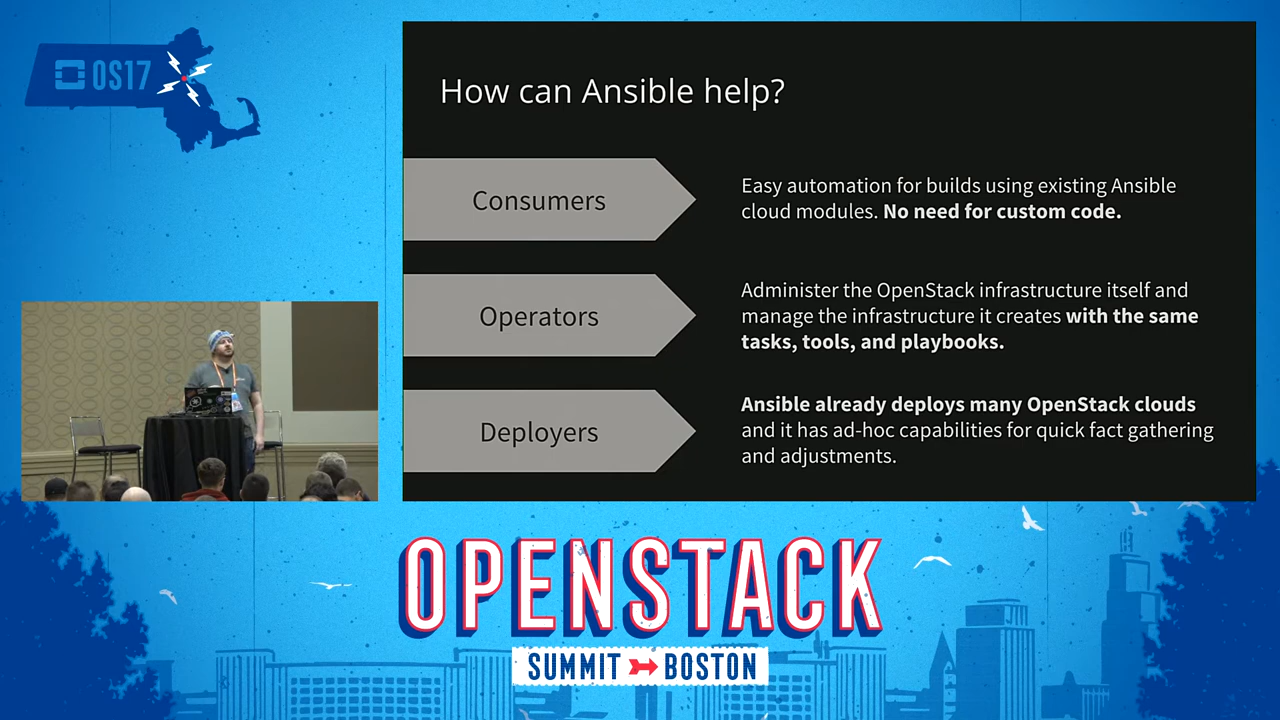 OS17
How can Ansible help?
Consumers
Easy automation for builds using existing Ansible
cloud modules. No need for custom code.
Operators
Administer the OpenStack infrastructure itself and
manage the infrastructure it creates with the same
tasks, tools, and playbooks.
Deployers
Ansible already deploys many OpenStack clouds
and it has ad-hoc capabilities for quick fact gathering
and adjustments.
OPENSTACK
SUMMIT BOSTON